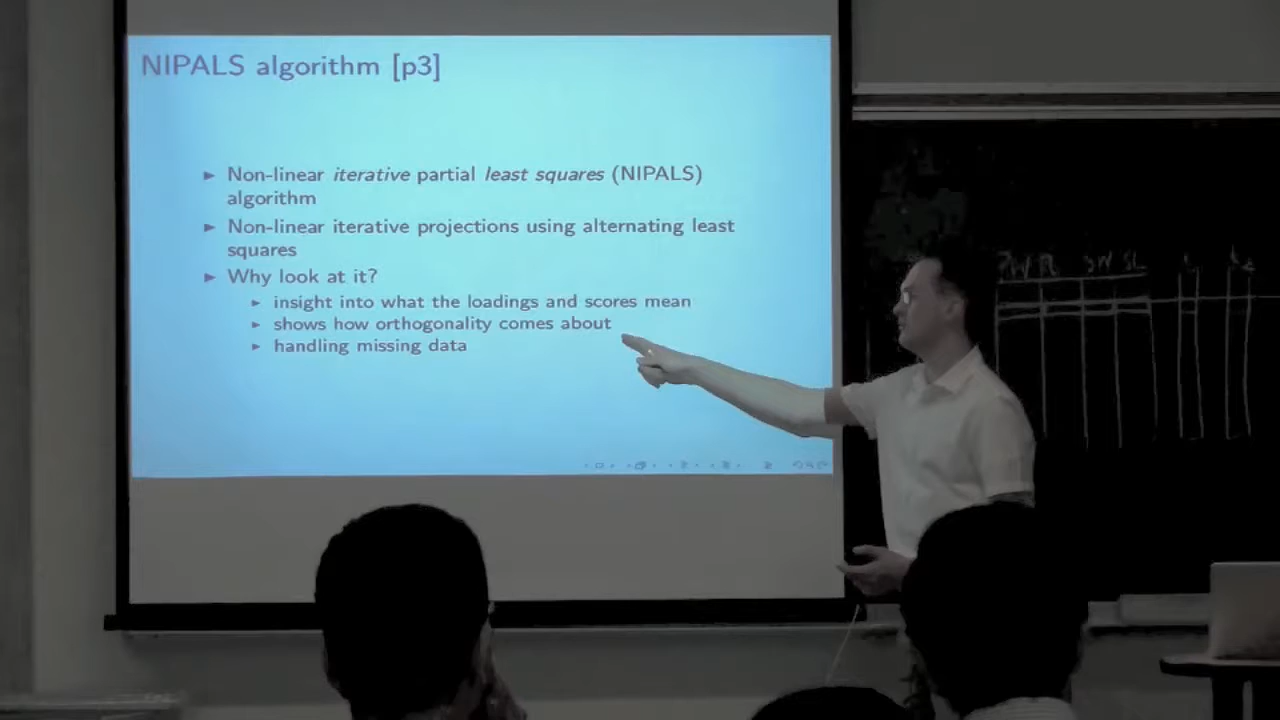 NIPALS algorithm [p3]
► Non-linear iterative partial least squares (NIPALS)
algorithm
► Non-linear iterative projections using alternating least
squares
► Why look at it?
► insight into what the loadings and scores mean
► shows how orthogonality comes about
► handling missing data